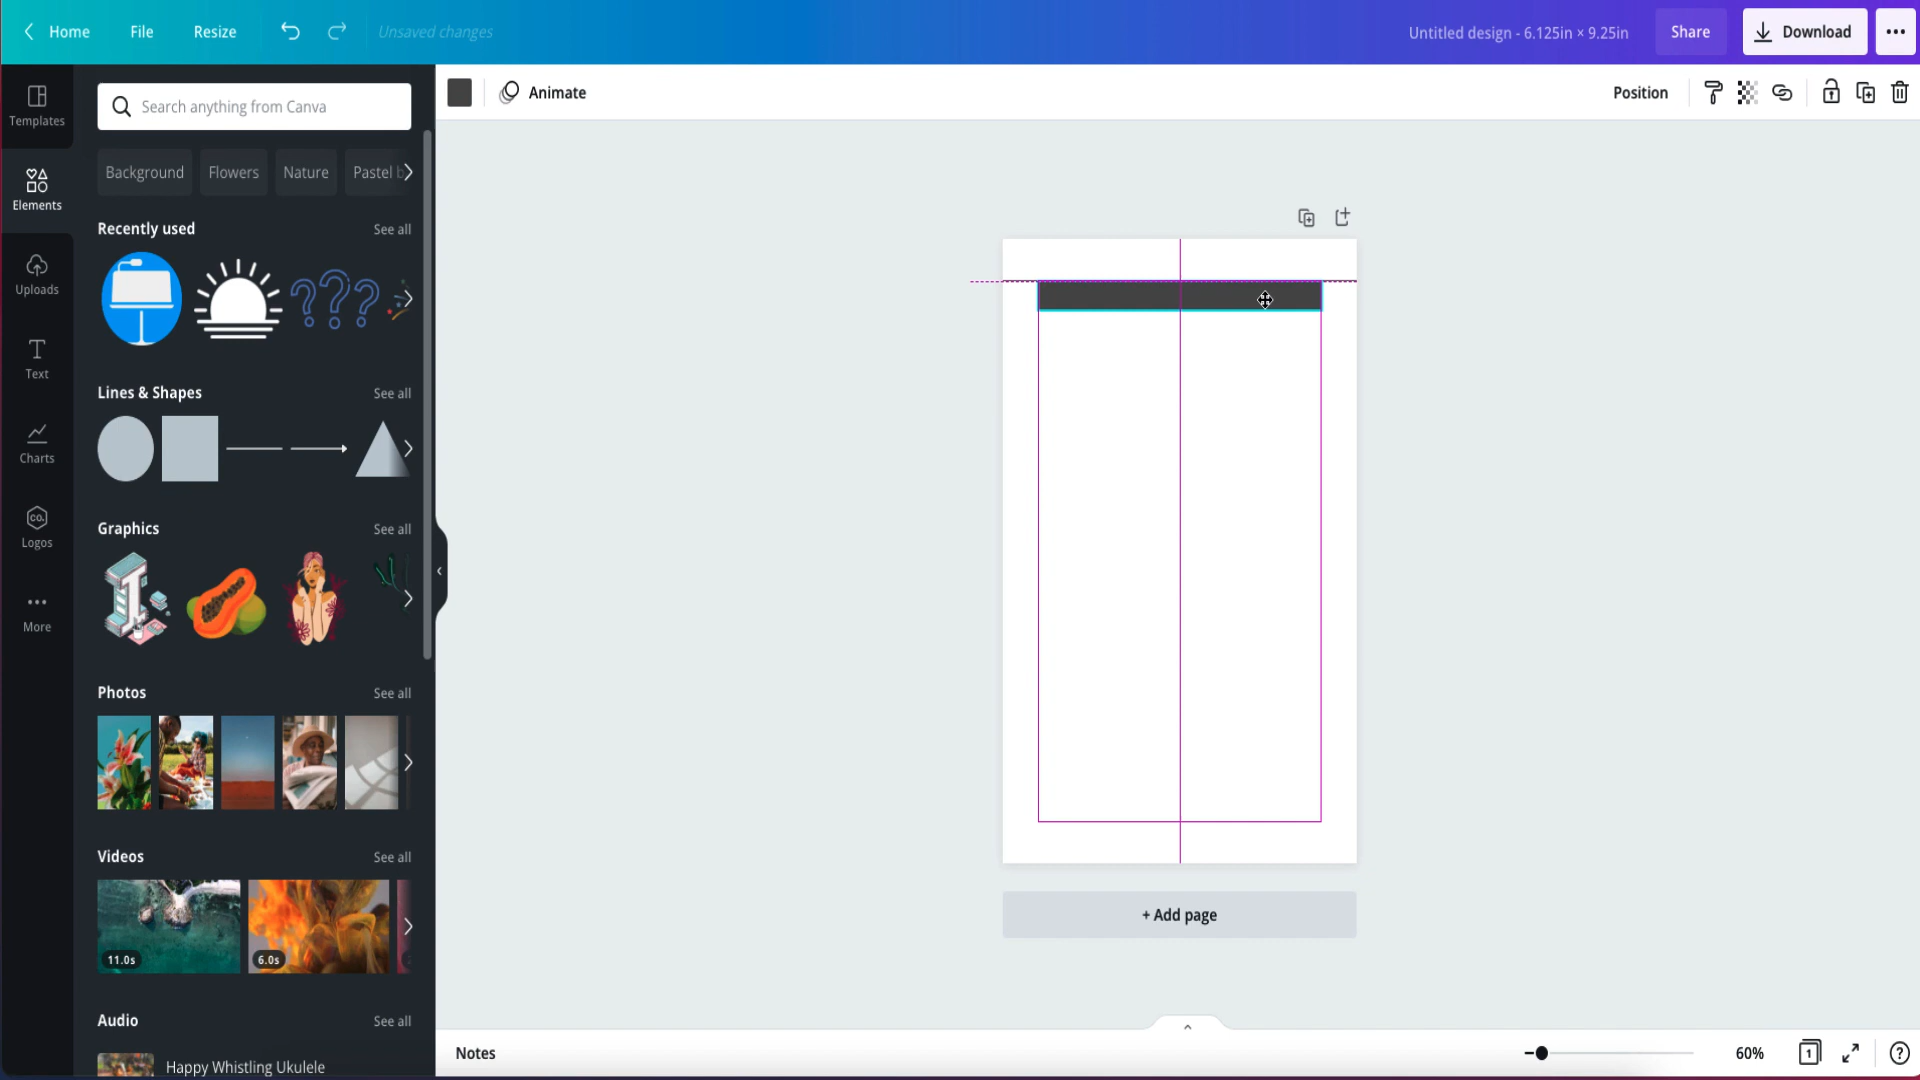 Home File Resize Unsaved changes Untitled design - 6.125in × 9.25in Share Download
Templates
Elements
Uploads
Text
Charts
Logos
More
Search anything from Canva
Background Flowers Nature Pastel b
Recently used See all
Lines & Shapes See all
Graphics See all
Photos See all
Videos See all
11.0s 6.0s
Audio See all
Happy Whistling Ukulele
Animate Position
+ Add page
Notes 60% 1 ?